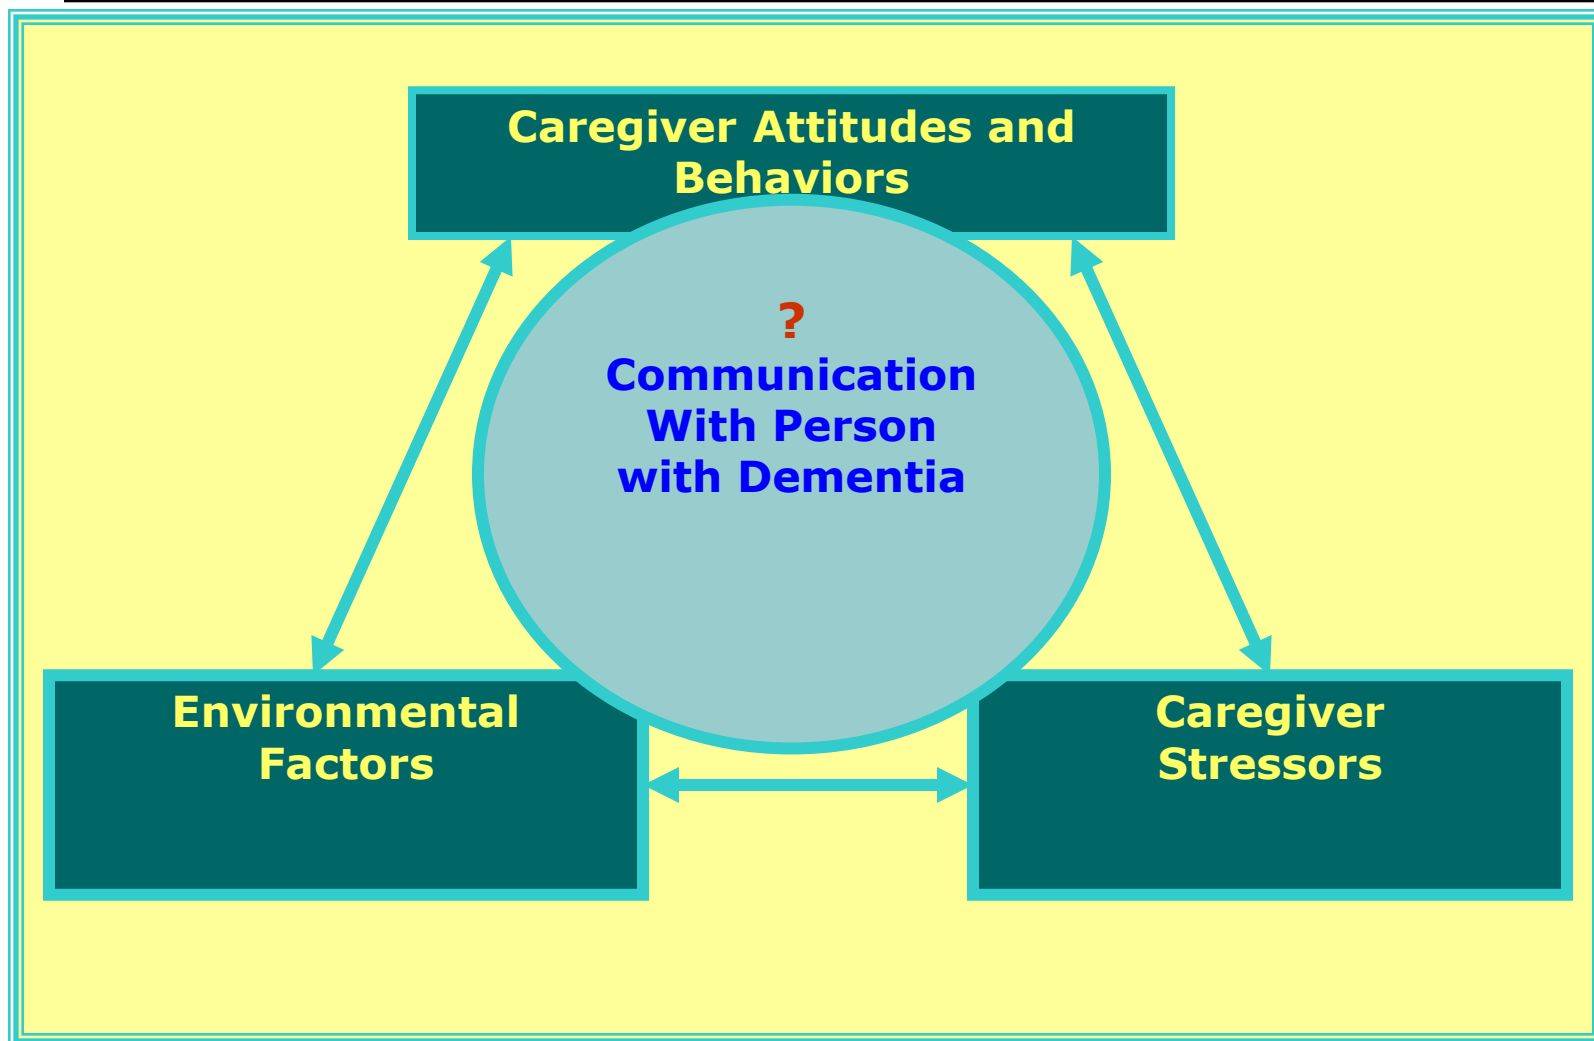 Caregiver Attitudes and
Behaviors
?
Communication
With Person
with Dementia
Environmental
Factors
Caregiver
Stressors